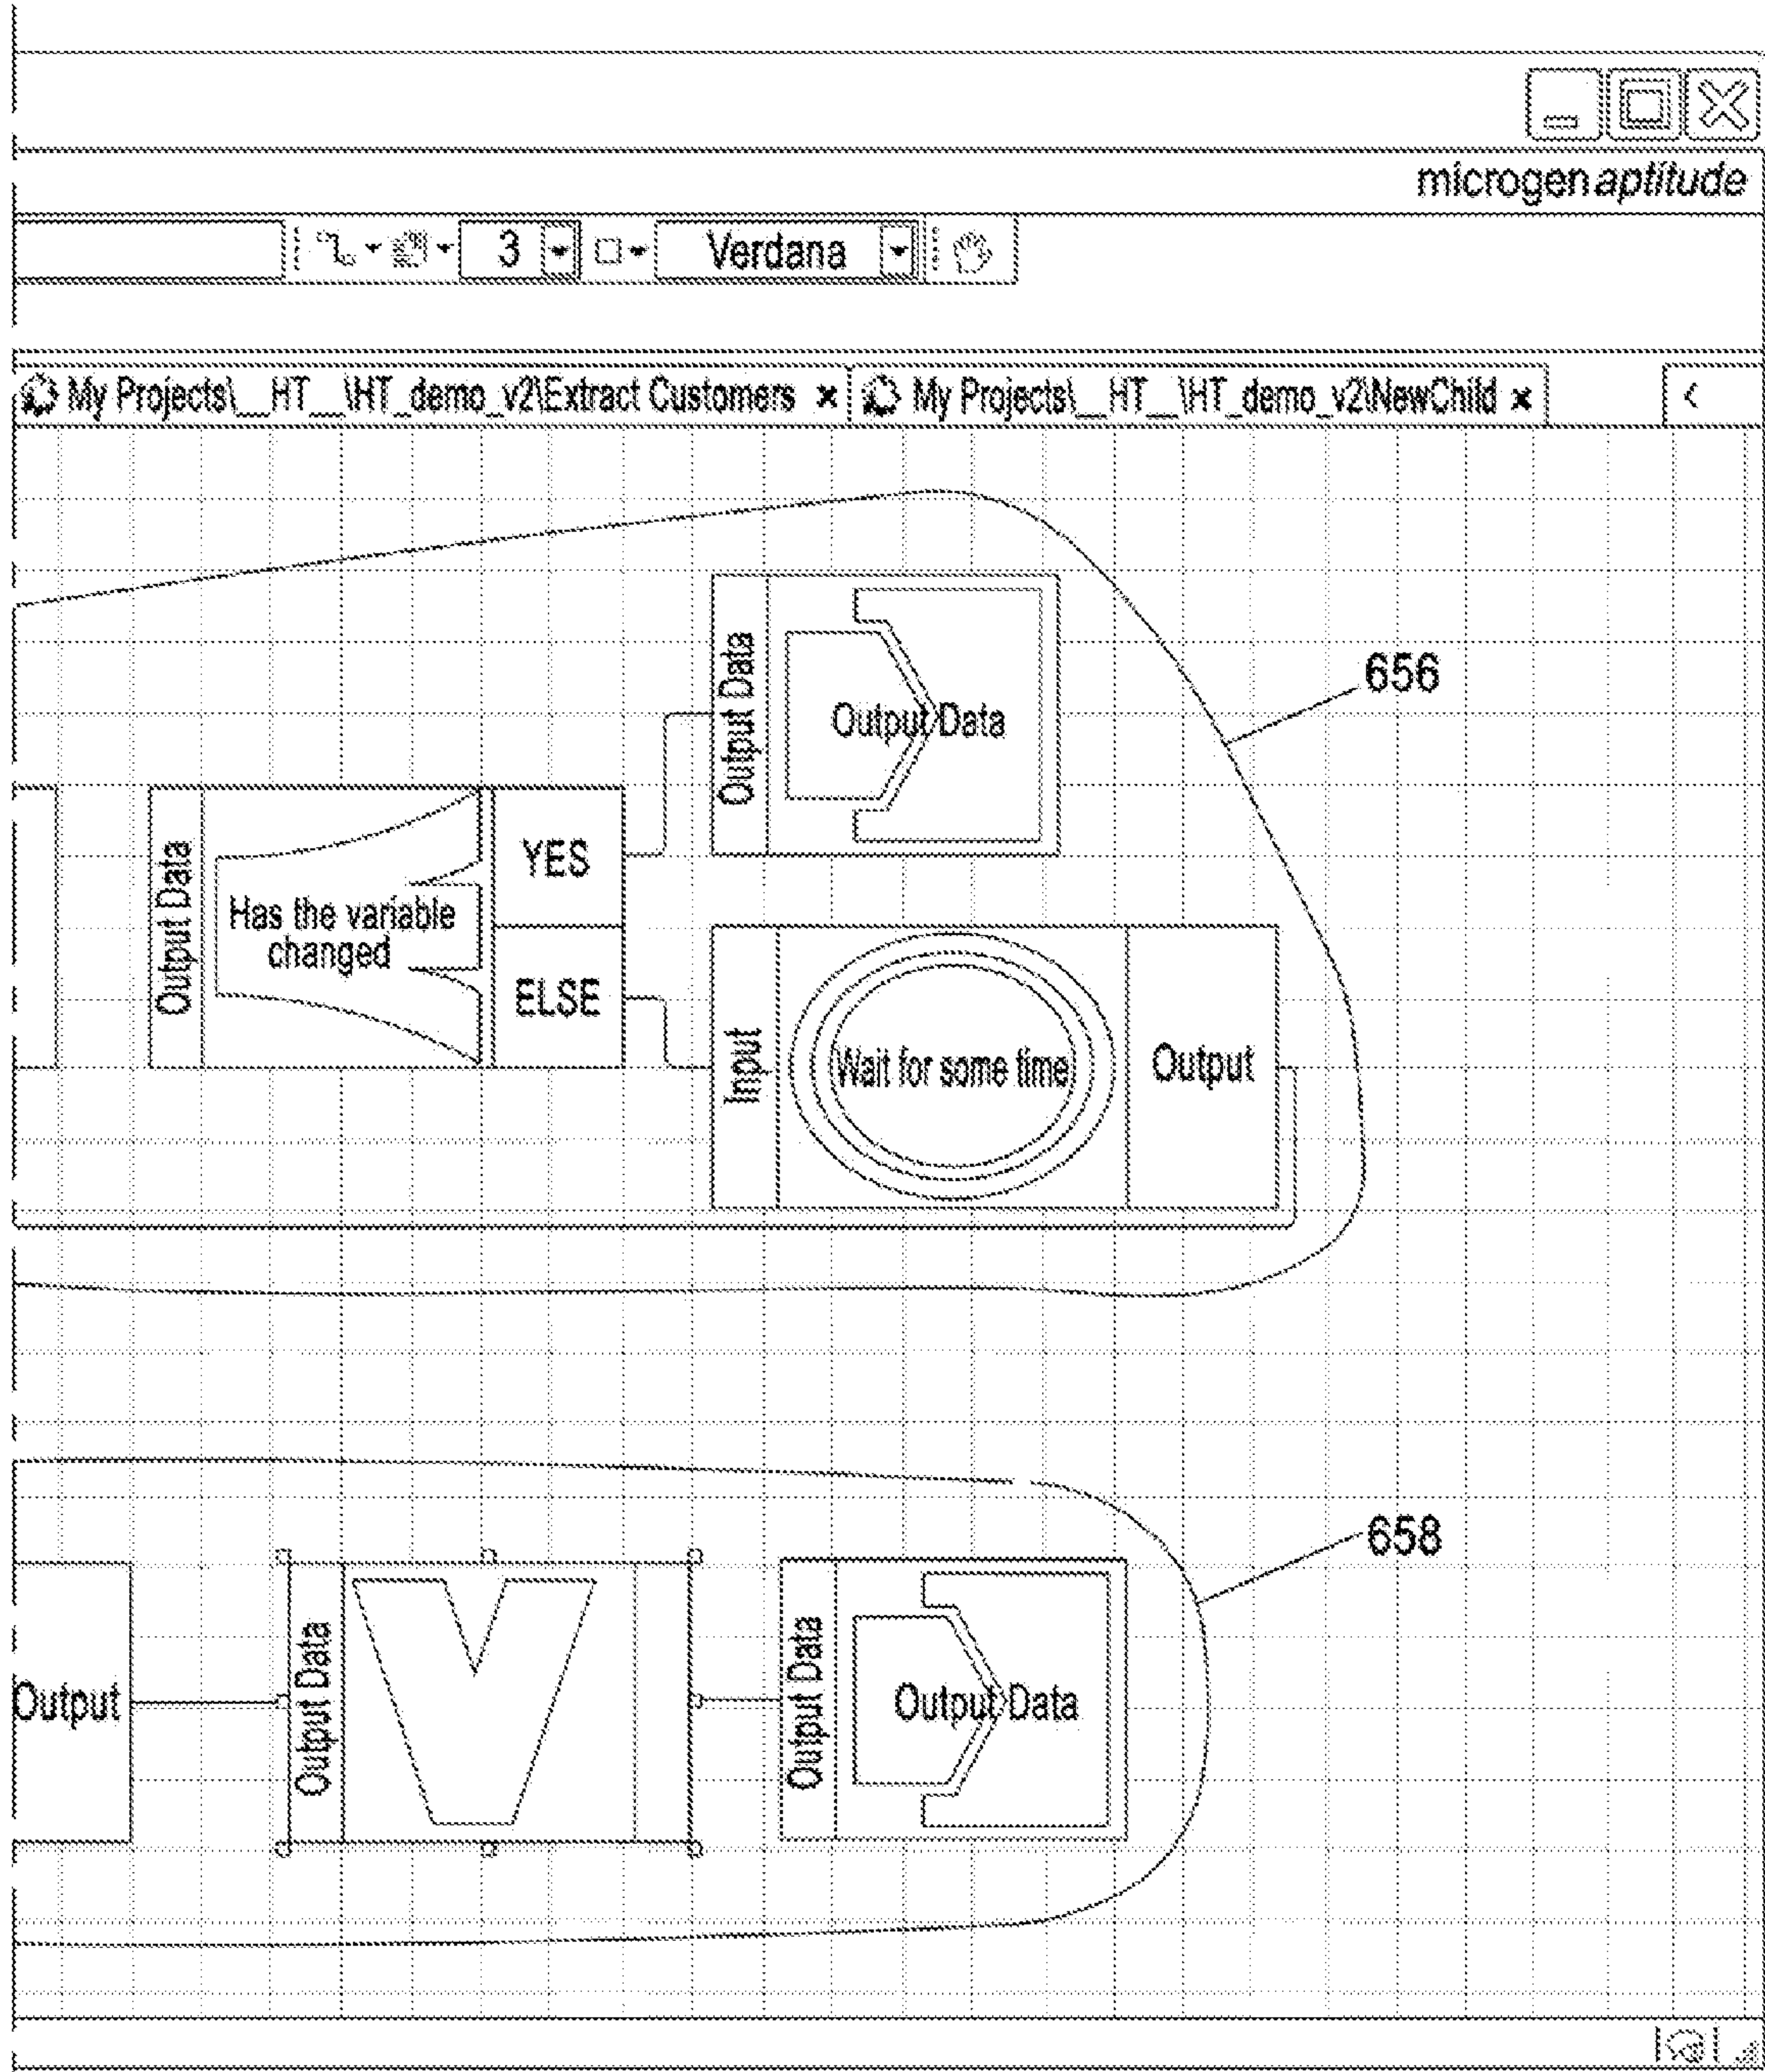 microgen aptitude
3 Verdana
My Projects\__HT__\HT_demo_v2\Extract Customers x My Projects\__HT__\HT_demo_v2\NewChild x <
Output Data
Output Data
656
Output Data
Has the variable
changed
YES
ELSE
Input
Wait for some time
Output
658
Output
Output Data
Output Data
Output Data